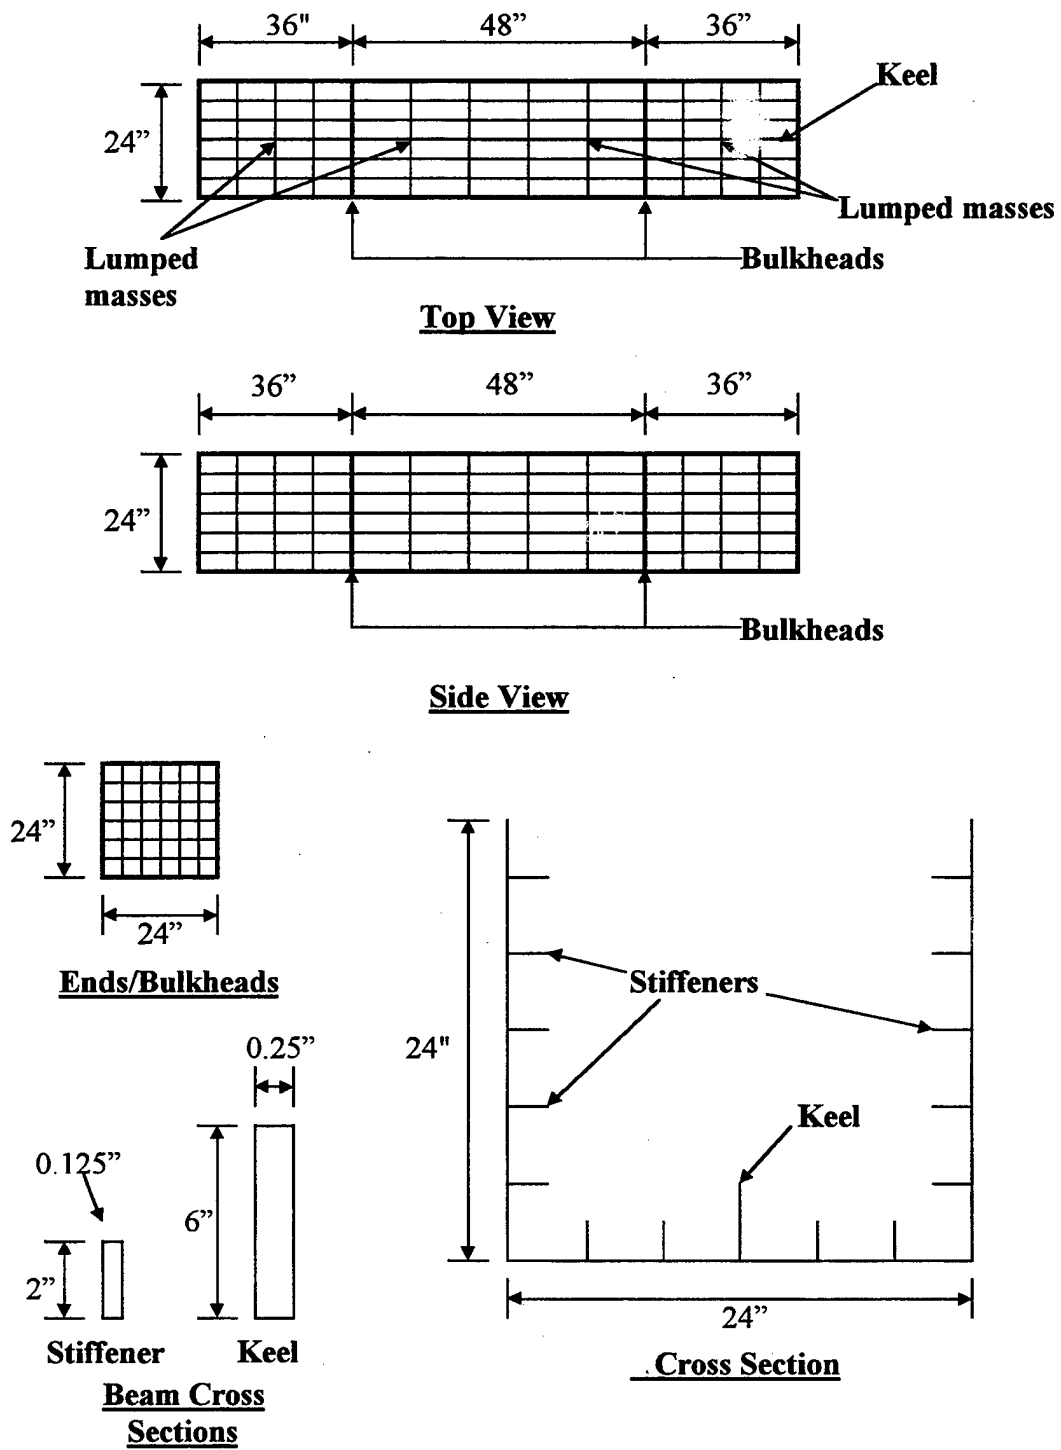 36"
48”
36”
Keel
24”
Lumped masses
Lumped
masses
Bulkheads
Top View
36”
48”
36”
24”
Bulkheads
Side View
24”
24”
Ends/Bulkheads
Stiffeners
24"
Keel
24”
Cross Section
0.25”
0.125”
6”
2”
Stiffener
Keel
Beam Cross
Sections